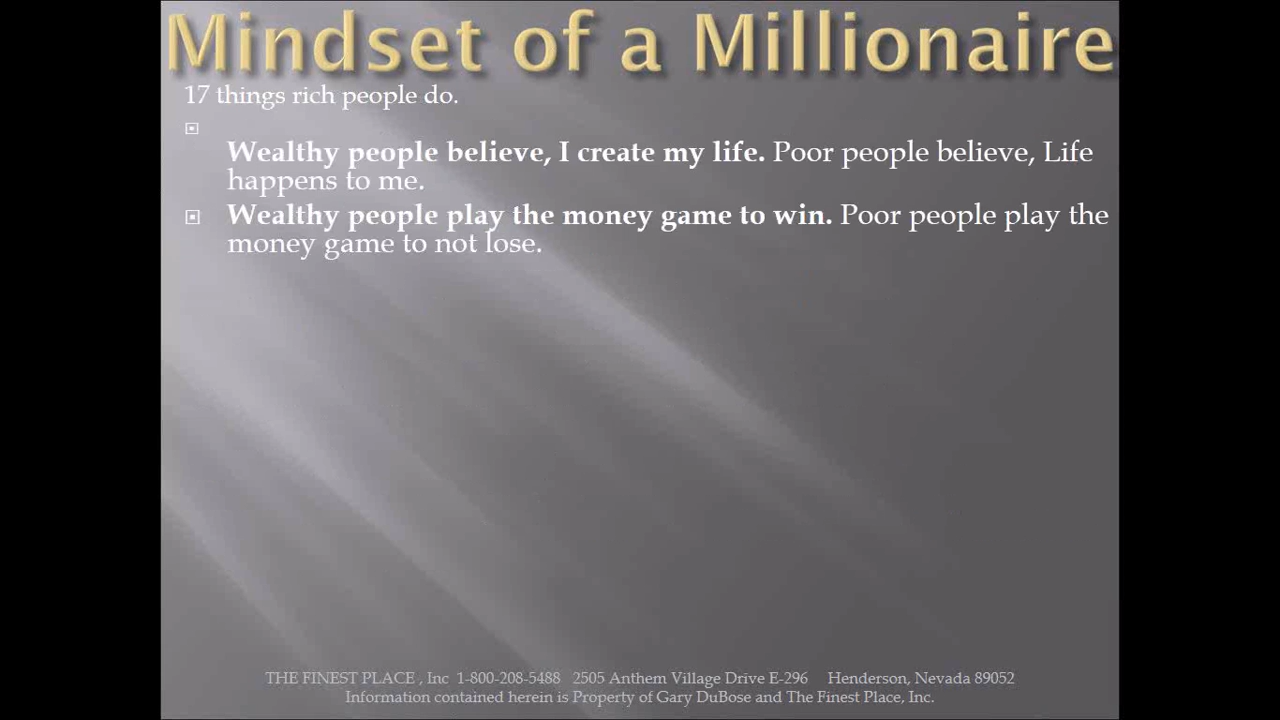 Mindset of a Millionaire
17 things rich people do.
Wealthy people believe, I create my life. Poor people believe, Life
happens to me.
Wealthy people play the money game to win. Poor people play the
money game to not lose.
THE FINEST PLACE , Inc 1-800-208-5488 2505 Anthem Village Drive E-296 Henderson, Nevada 89052
Information contained herein is Property of Gary DuBose and The Finest Place, Inc.